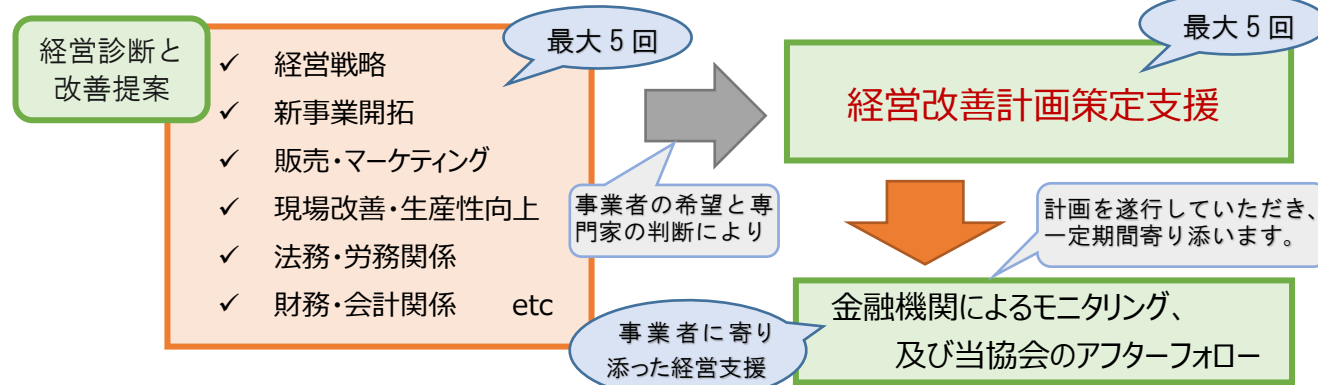 経営診断と
改善提案
最大5回
✓ 経営戦略
✓ 新事業開拓
✓ 販売・マーケティング
✓ 現場改善・生産性向上
✓ 法務・労務関係
✓ 財務・会計関係 etc
事業者の希望と専
門家の判断により
最大5回
経営改善計画策定支援
計画を遂行していただき、
一定期間寄り添います。
事業者に寄り
添った経営支援
金融機関によるモニタリング、
及び当協会のアフターフォロー